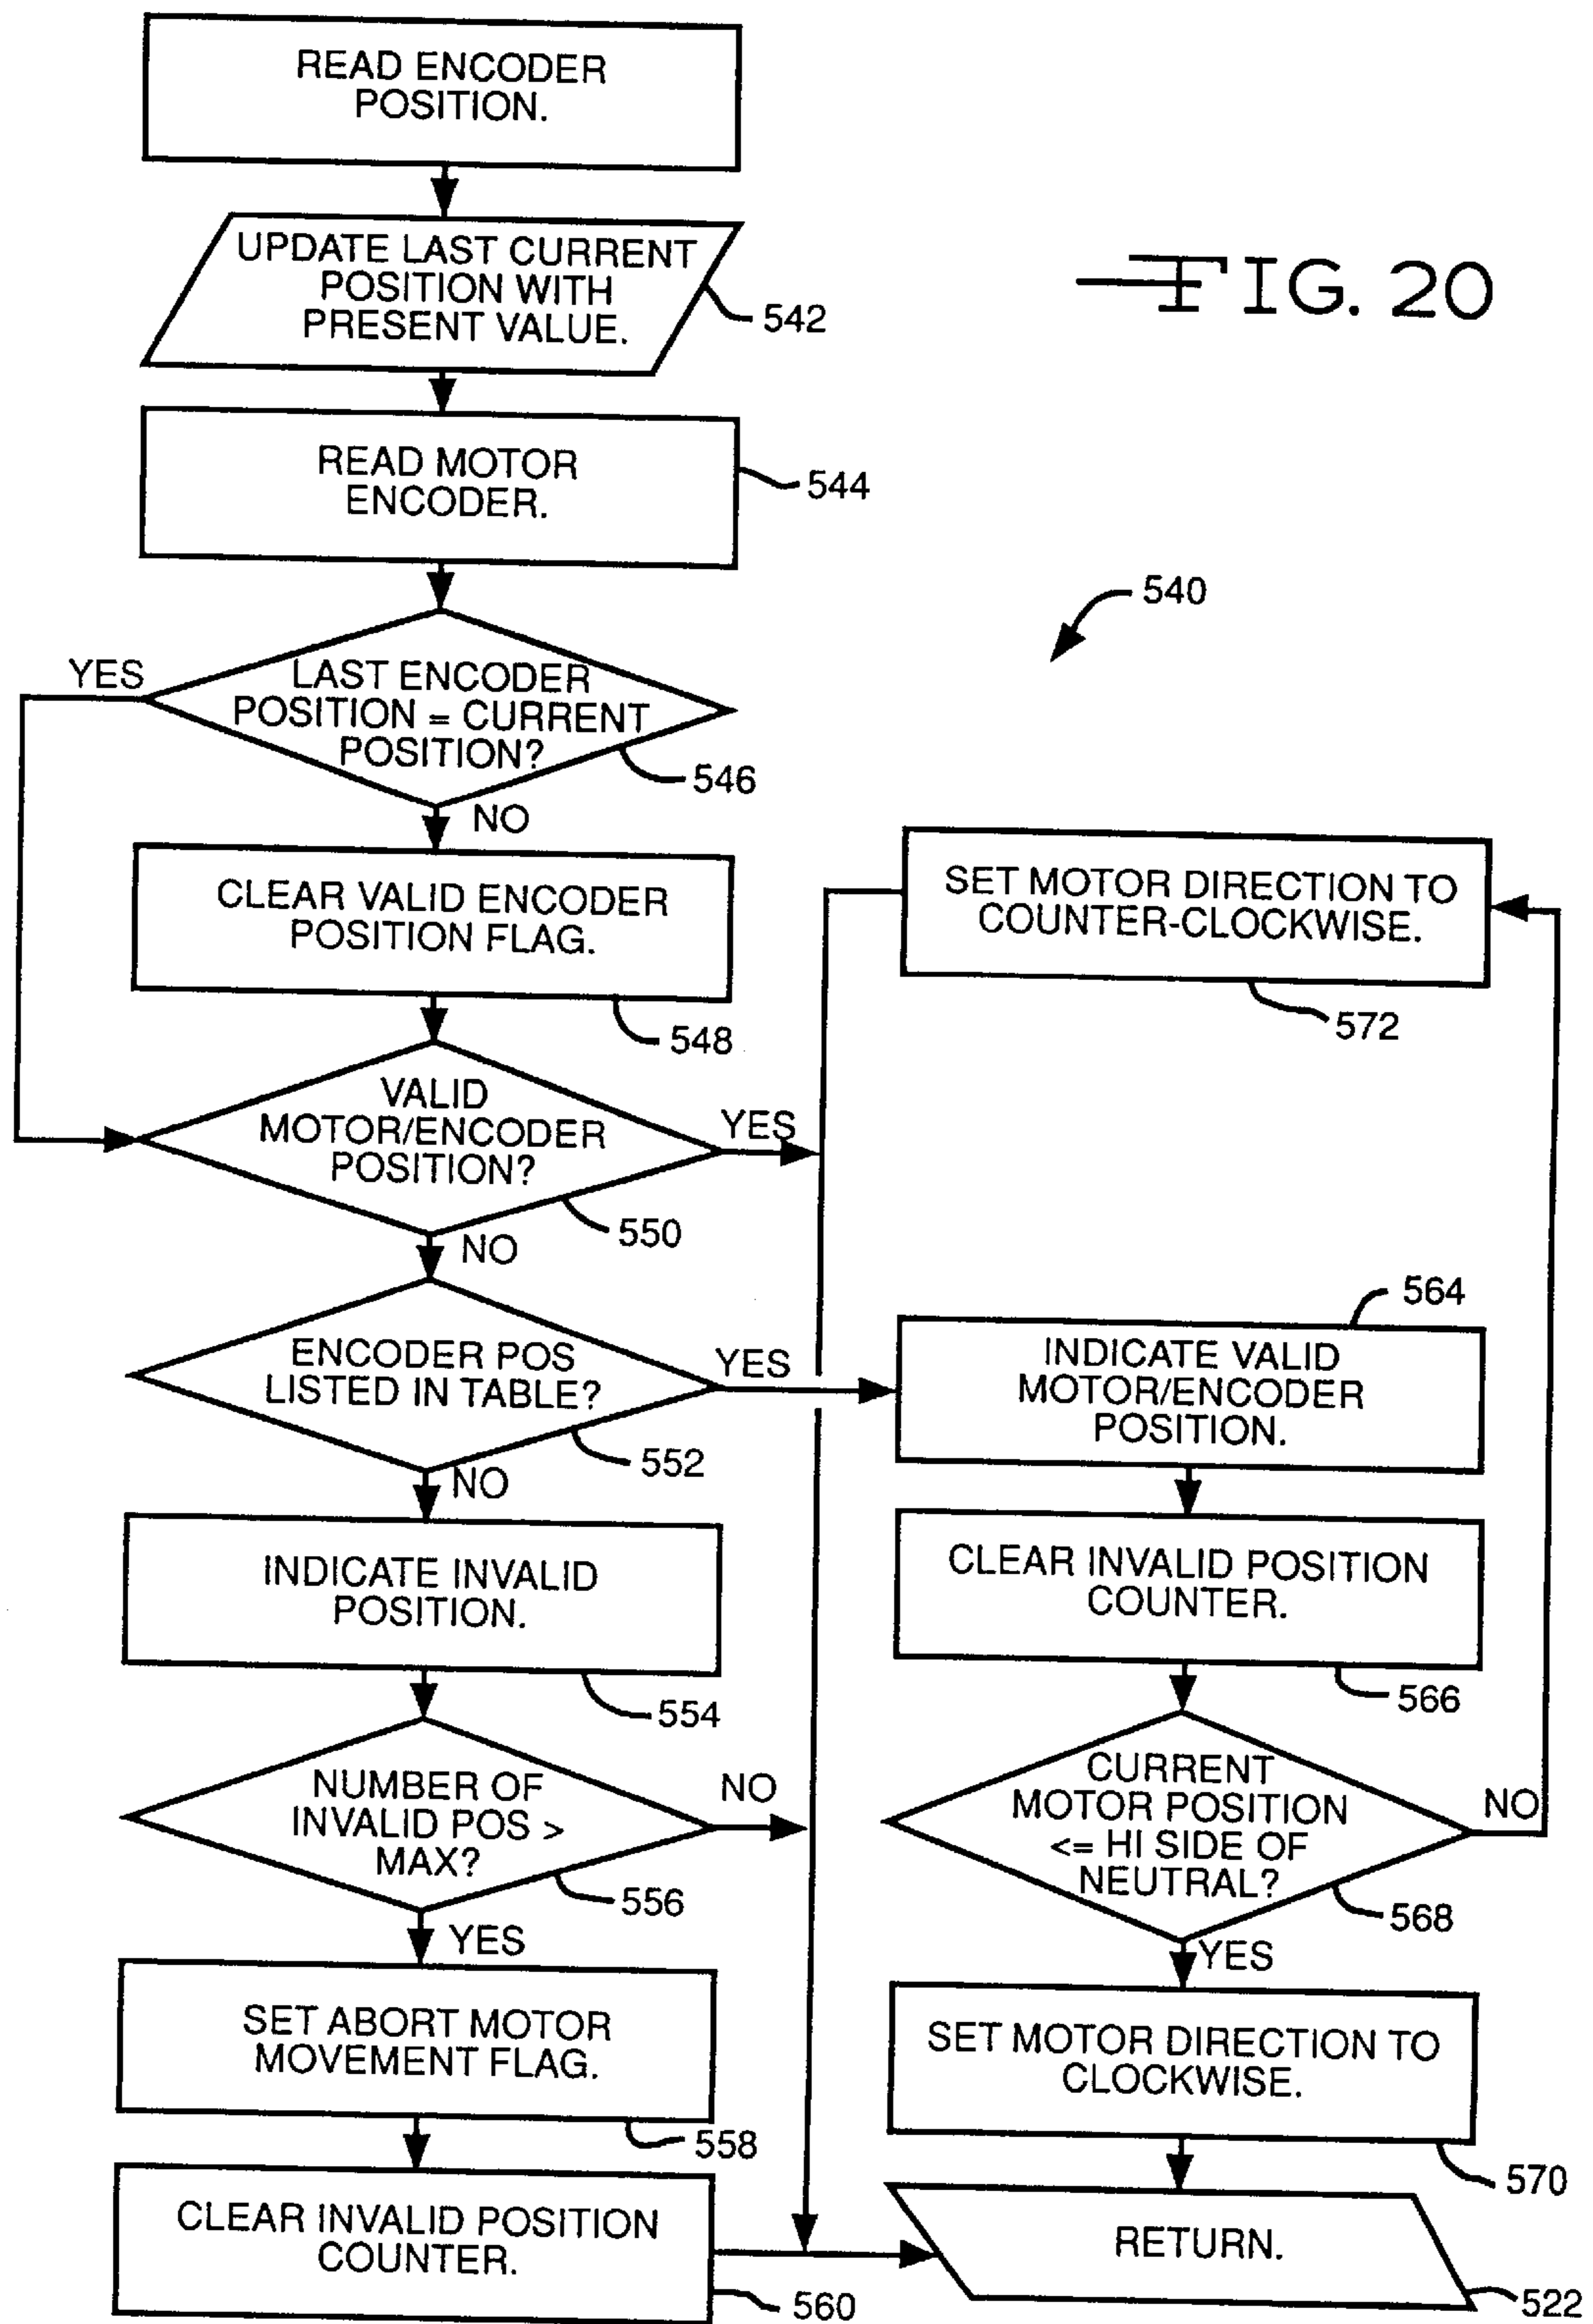 READ ENCODER
POSITION.
UPDATE LAST CURRENT
POSITION WITH
PRESENT VALUE.
542
FIG. 20
READ MOTOR
ENCODER.
544
540
YES
LAST ENCODER
POSITION = CURRENT
POSITION?
546
NO
CLEAR VALID ENCODER
POSITION FLAG.
548
SET MOTOR DIRECTION TO
COUNTER-CLOCKWISE.
572
VALID
MOTOR/ENCODER
POSITION?
YES
550
NO
ENCODER POS
LISTED IN TABLE?
YES
552
NO
564
INDICATE VALID
MOTOR/ENCODER
POSITION.
INDICATE INVALID
POSITION.
554
CLEAR INVALID POSITION
COUNTER.
566
NUMBER OF
INVALID POS >
MAX?
NO
556
YES
CURRENT
MOTOR POSITION
<= HI SIDE OF
NEUTRAL?
NO
568
YES
SET ABORT MOTOR
MOVEMENT FLAG.
558
SET MOTOR DIRECTION TO
CLOCKWISE.
570
CLEAR INVALID POSITION
COUNTER.
560
RETURN.
522